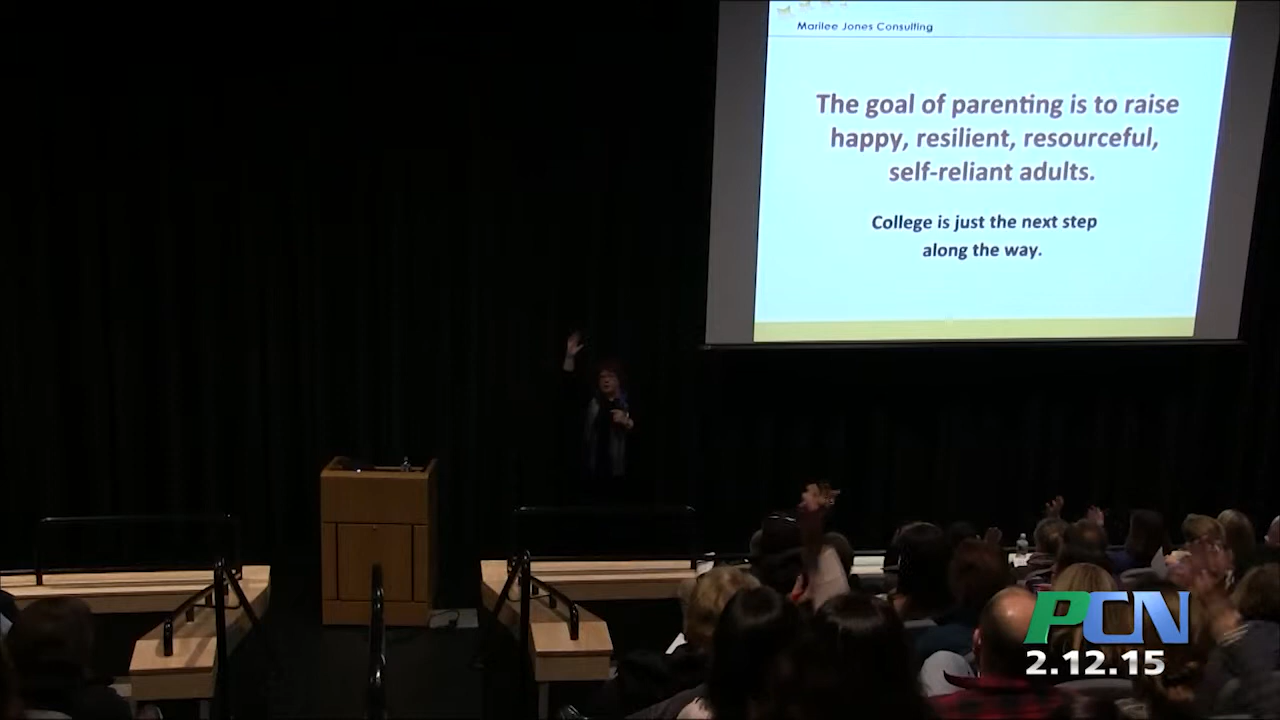 Marilee Jones Consulting
The goal of parenting is to raise
happy, resilient, resourceful,
self-reliant adults.
College is just the next step
along the way.
PCN
2.12.15